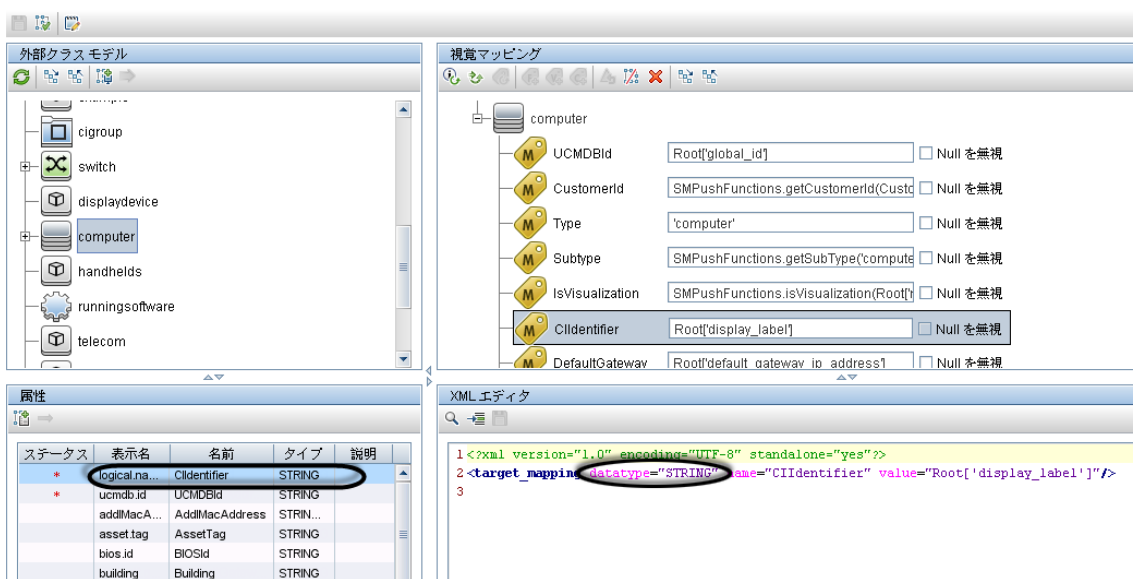 外部クラス モデル
cigroup
switch
displaydevice
computer
handhelds
runningsoftware
telecom
視覚マッピング
computer
UCMDBId Root['global_id'] Null を無視
CustomerId SMPushFunctions.getCustomerId(Custo Null を無視
Type 'computer' Null を無視
Subtype SMPushFunctions.getSubType('compute Null を無視
IsVisualization SMPushFunctions.isVisualization(Root['r Null を無視
CIIdentifier Root['display_label'] Null を無視
DefaultGateway Root['default_gateway_ip_address'] Null を無視
属性
ステータス 表示名 名前 タイプ 説明
* logical.na... CIIdentifier STRING
* ucmdb.id UCMDBId STRING
addlMacA... AddlMacAddress STRIN...
asset.tag AssetTag STRING
bios.id BIOSId STRING
building Building STRING
XML エディタ
1 <?xml version="1.0" encoding="UTF-8" standalone="yes"?>
2 <target_mapping datatype="STRING" name="CIIdentifier" value="Root['display_label']"/>
3